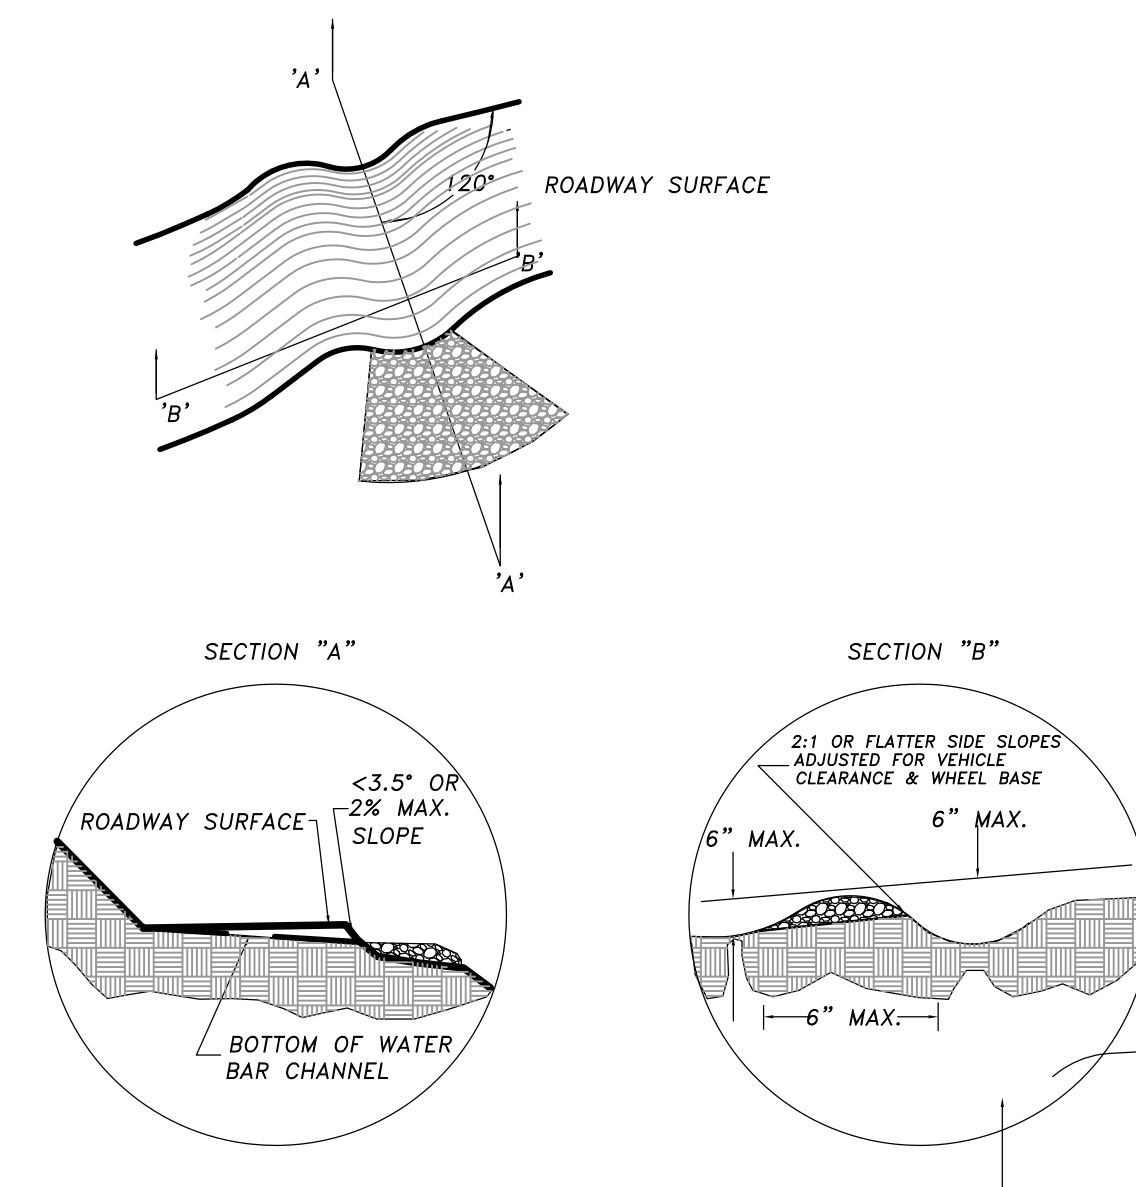 'A'
120°
ROADWAY SURFACE
'B'
'B'
'A'
SECTION "A"
SECTION "B"
2:1 OR FLATTER SIDE SLOPES
ADJUSTED FOR VEHICLE
CLEARANCE & WHEEL BASE
<3.5° OR
2% MAX.
SLOPE
ROADWAY SURFACE
6" MAX.
6" MAX.
6" MAX.
BOTTOM OF WATER
BAR CHANNEL